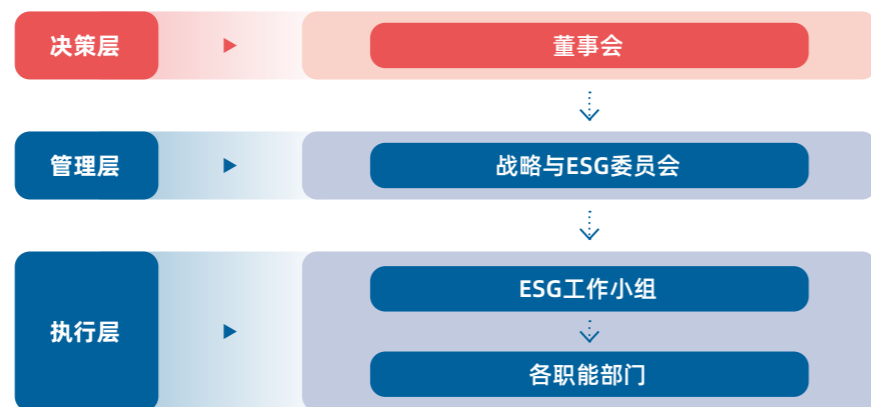 决策层
董事会
管理层
战略与ESG委员会
执行层
ESG工作小组
各职能部门